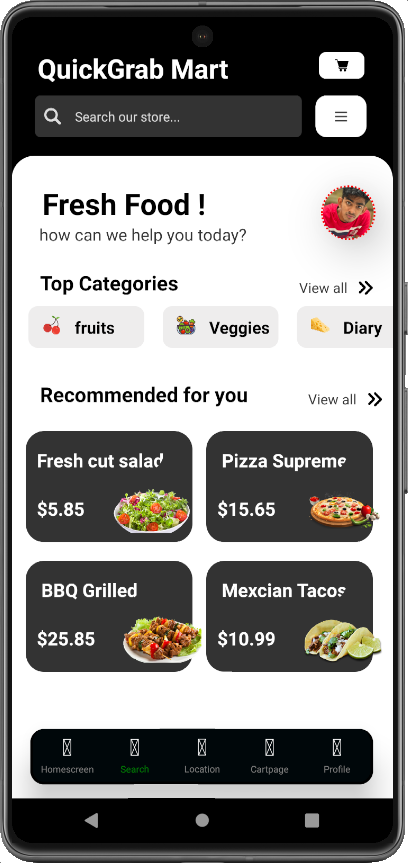 QuickGrab Mart
Search our store...
Fresh Food !
how can we help you today?
Top Categories
View all
fruits
Veggies
Diary
Recommended for you
View all
Fresh cut salad
Pizza Supreme
$5.85
$15.65
BBQ Grilled
Mexcian Tacos
$25.85
$10.99
Homescreen
Search
Location
Cartpage
Profile